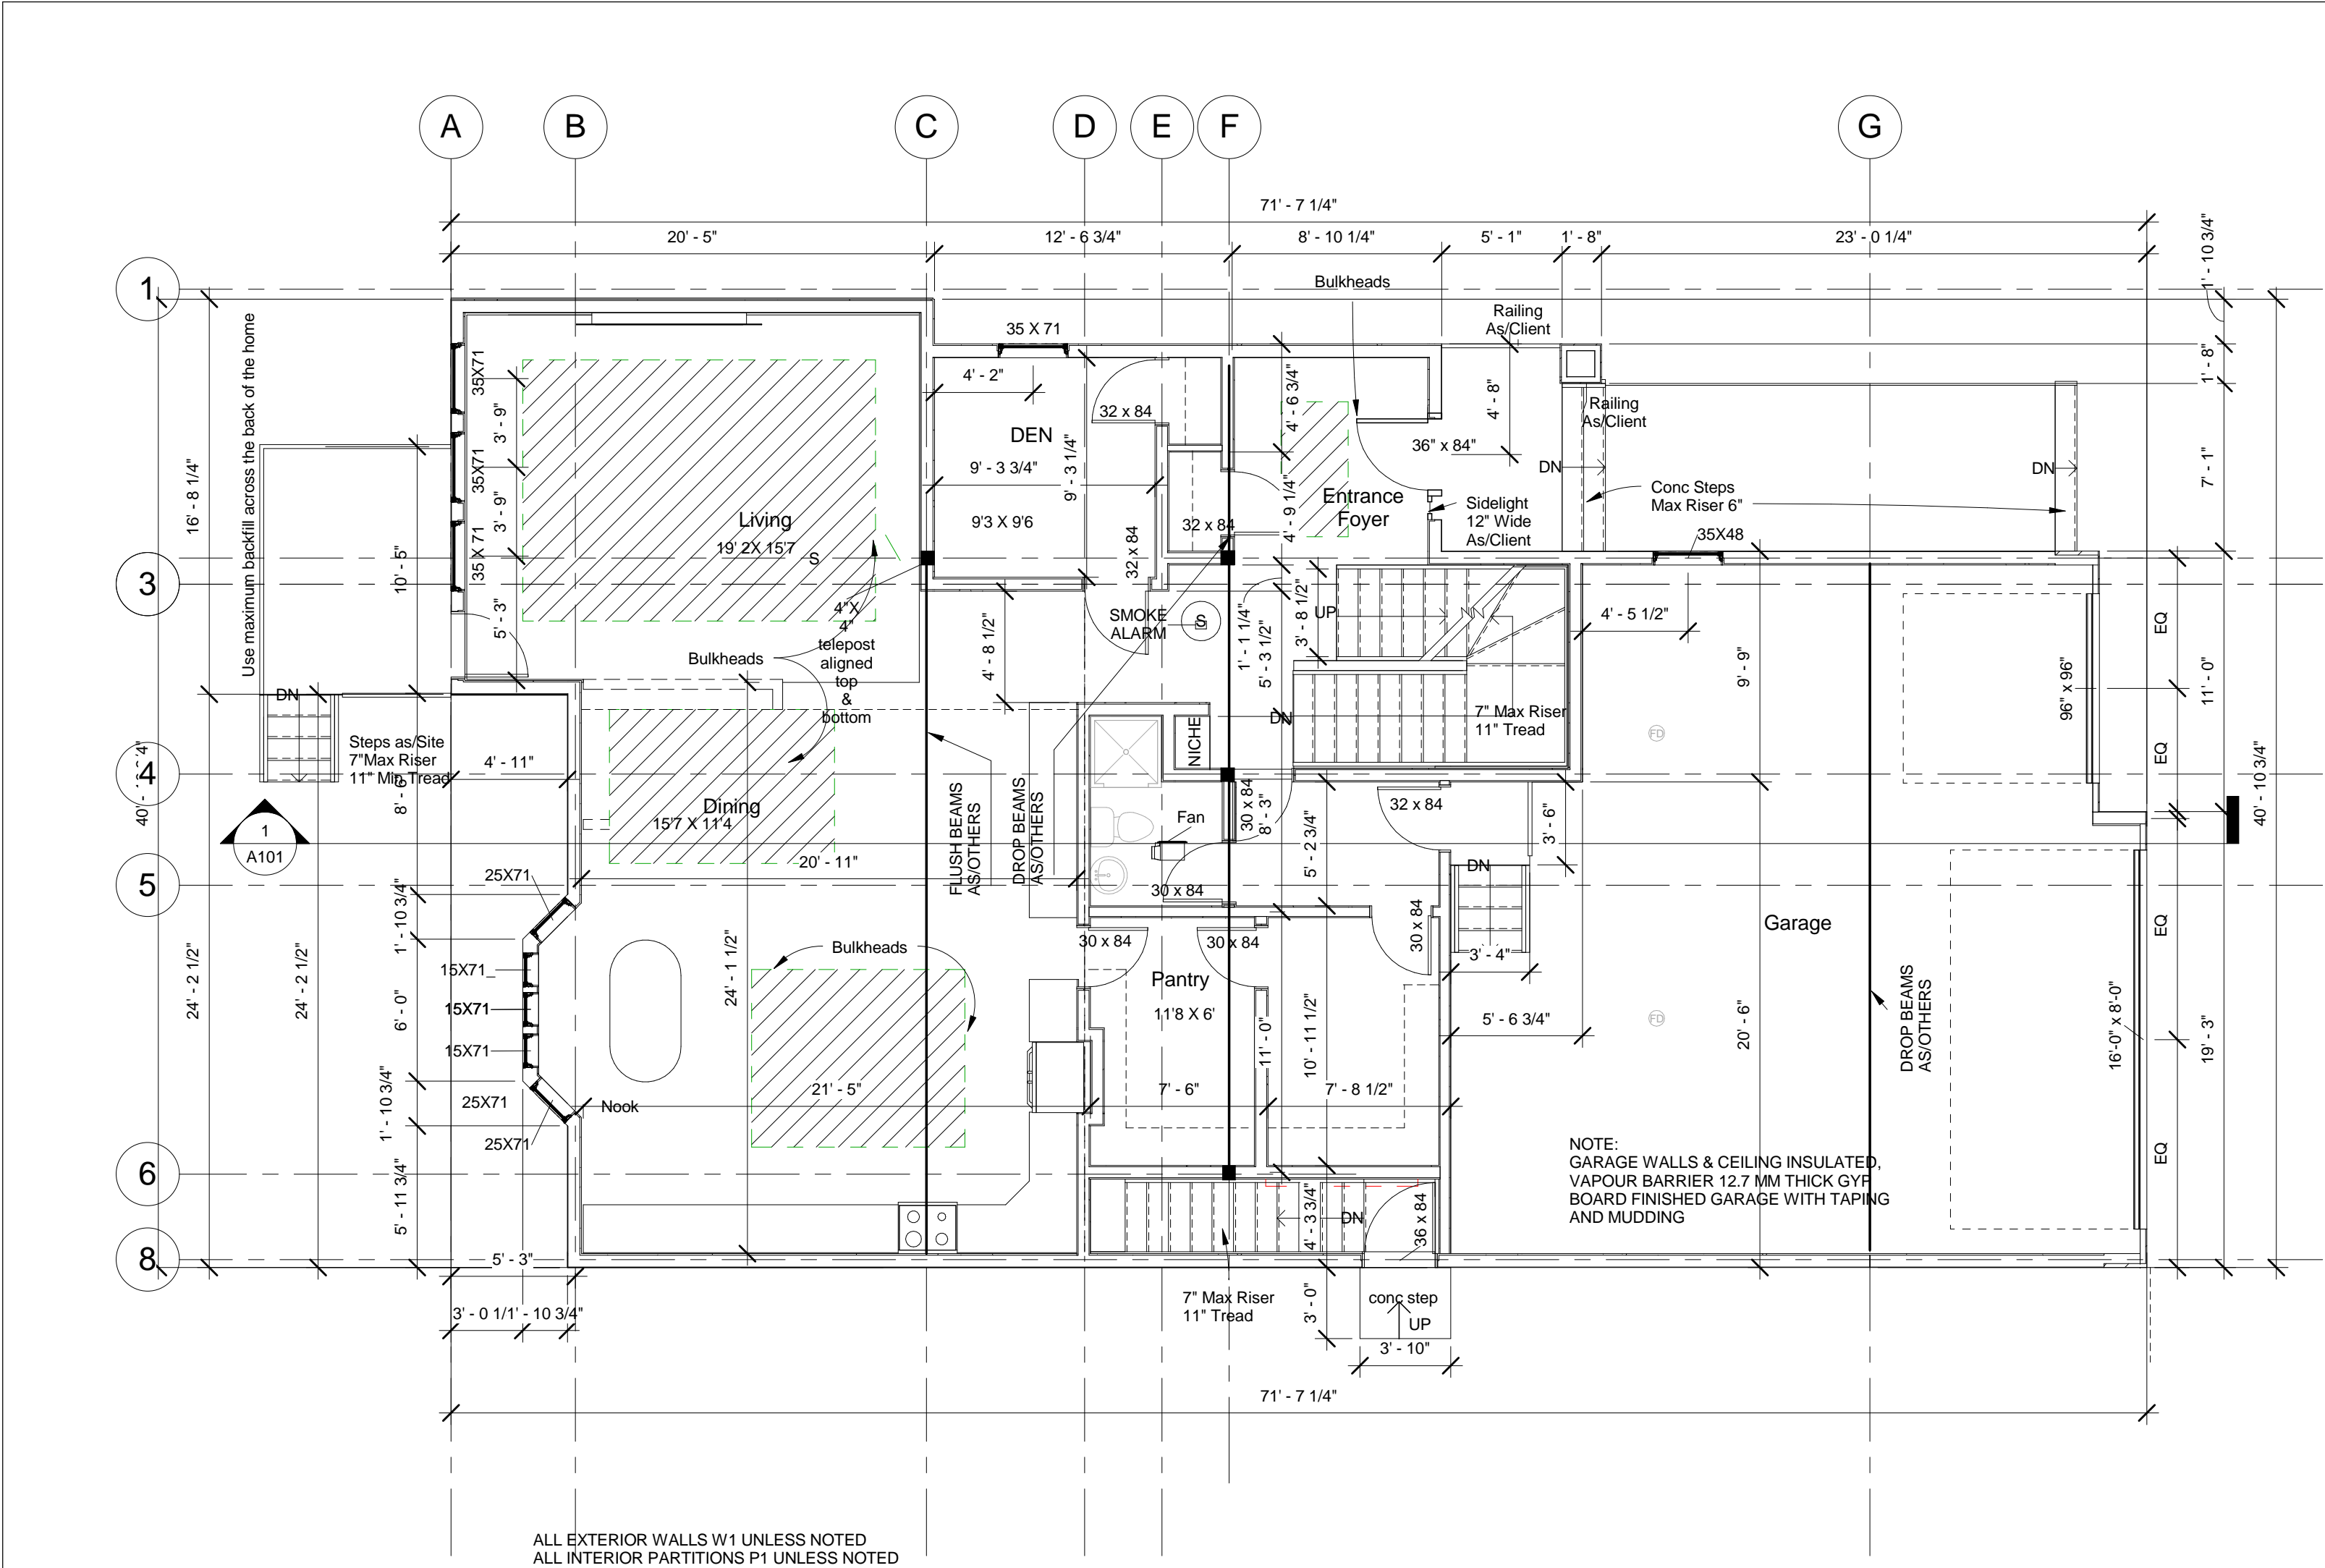 A
B
C
D
E
F
G
71' - 7 1/4"
20' - 5"
12' - 6 3/4"
8' - 10 1/4"
5' - 1"
1' - 8"
23' - 0 1/4"
1' - 10 3/4"
1
Bulkheads
Railing
As/Client
35 X 71
35X71
3' - 9"
35X71
3' - 9"
35 X 71
5' - 3"
4' - 2"
32 x 84
DEN
9' - 3 3/4"
9' - 3 1/4"
9'3 X 9'6
4' - 6 3/4"
4' - 9 1/4"
4' - 8"
36" x 84"
Railing
As/Client
DN
DN
Conc Steps
Max Riser 6"
Sidelight
12" Wide
As/Client
35X48
1' - 8"
7' - 1"
Use maximum backfill across the back of the home
16' - 8 1/4"
10' - 5"
Living
19' 2X 15'7
S
Entrance
Foyer
32 x 84
32 x 84
3
4"X
4"
telepost
aligned
top
&
bottom
Bulkheads
4' - 8 1/2"
SMOKE
ALARM
S
1' - 1 1/4"
5' - 3 1/2"
3' - 8 1/2"
UP
DN
7" Max Riser
11" Tread
4' - 5 1/2"
9' - 9"
96" x 96"
EQ
EQ
11' - 0"
FD
DN
Steps as/Site
7"Max Riser
11" Min Tread
4' - 11"
8' - 6"
4
40' - 10 3/4"
1
A101
Dining
15'7 X 11'4
20' - 11"
FLUSH BEAMS
AS/OTHERS
DROP BEAMS
AS/OTHERS
NICHE
Fan
30 x 84
8' - 3"
30 x 84
5' - 2 3/4"
32 x 84
3' - 6"
DN
5
25X71
1' - 10 3/4"
15X71
15X71
15X71
6' - 0"
25X71
25X71
1' - 10 3/4"
5' - 11 3/4"
24' - 2 1/2"
24' - 2 1/2"
24' - 1 1/2"
Bulkheads
30 x 84
30 x 84
30 x 84
Pantry
11'8 X 6'
11' - 0"
10' - 11 1/2"
3' - 4"
5' - 6 3/4"
Garage
FD
20' - 6"
DROP BEAMS
AS/OTHERS
16'-0" x 8'-0"
EQ
EQ
19' - 3"
Nook
21' - 5"
7' - 6"
7' - 8 1/2"
NOTE:
GARAGE WALLS & CEILING INSULATED,
VAPOUR BARRIER 12.7 MM THICK GYP
BOARD FINISHED GARAGE WITH TAPING
AND MUDDING
6
4' - 3 3/4"
DN
36 x 84
8
5' - 3"
1' - 10 3/4"
7" Max Riser
11" Tread
3' - 0"
conc step
UP
3' - 10"
71' - 7 1/4"
ALL EXTERIOR WALLS W1 UNLESS NOTED
ALL INTERIOR PARTITIONS P1 UNLESS NOTED